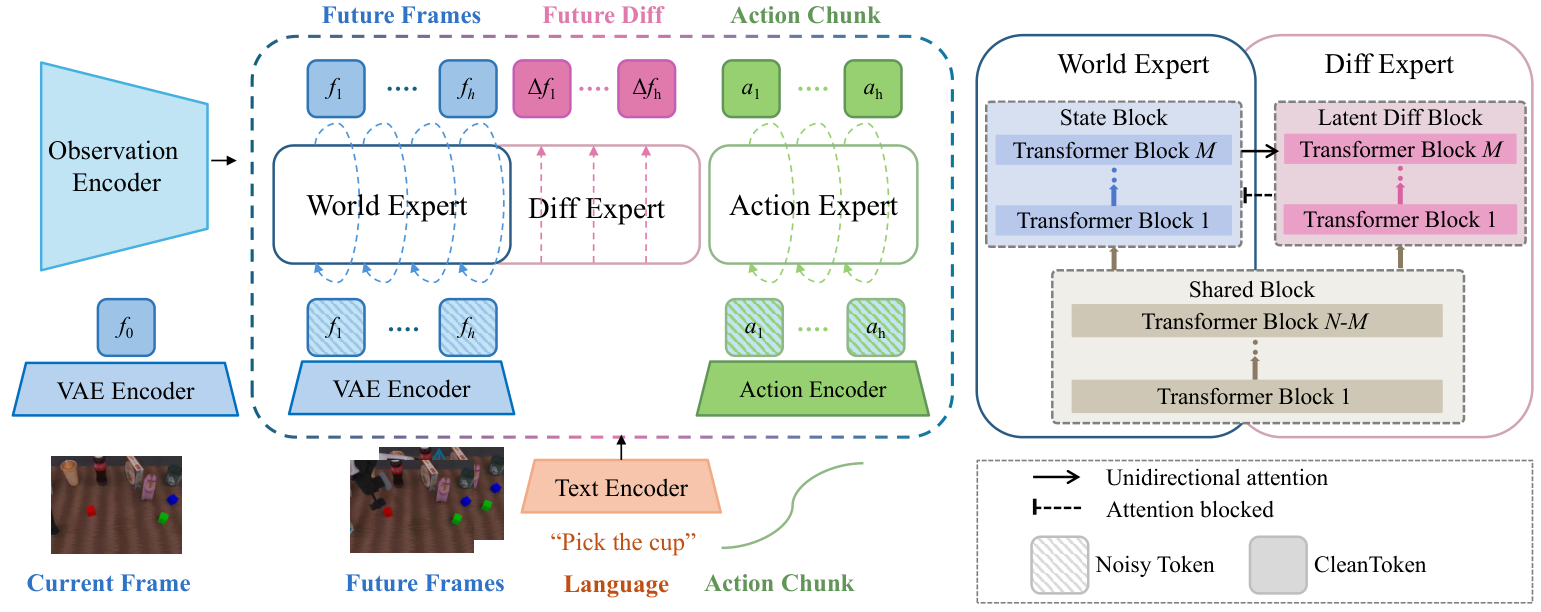 Future Frames
Future Diff
Action Chunk
Observation
Encoder
f1
....
fh
Δf1
....
Δfh
a1
....
ah
World Expert
Diff Expert
Action Expert
f0
VAE Encoder
f1
....
fh
VAE Encoder
a1
....
ah
Action Encoder
Text Encoder
“Pick the cup”
Current Frame
Future Frames
Language
Action Chunk
World Expert
Diff Expert
State Block
Transformer Block M
Transformer Block 1
Latent Diff Block
Transformer Block M
Transformer Block 1
Shared Block
Transformer Block N-M
Transformer Block 1
Unidirectional attention
Attention blocked
Noisy Token
CleanToken